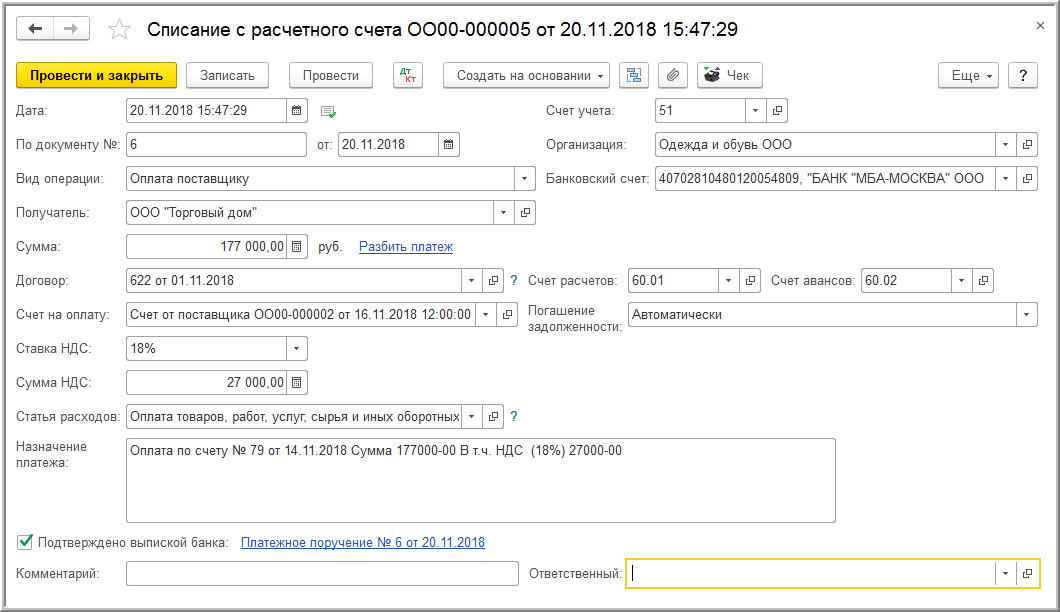 Списание с расчетного счета ОО00-000005 от 20.11.2018 15:47:29
Провести и закрыть Записать Провести Дт Кт Создать на основании Чек Еще ?
Дата: 20.11.2018 15:47:29 Счет учета: 51
По документу №: 6 от: 20.11.2018 Организация: Одежда и обувь ООО
Вид операции: Оплата поставщику Банковский счет: 40702810480120054809, "БАНК "МБА-МОСКВА" ООО
Получатель: ООО "Торговый дом"
Сумма: 177 000,00 руб. Разбить платеж
Договор: 622 от 01.11.2018 ? Счет расчетов: 60.01 Счет авансов: 60.02
Счет на оплату: Счет от поставщика ОО00-000002 от 16.11.2018 12:00:00 Погашение
задолженности: Автоматически
Ставка НДС: 18%
Сумма НДС: 27 000,00
Статья расходов: Оплата товаров, работ, услуг, сырья и иных оборотных ?
Назначение
платежа:
Оплата по счету № 79 от 14.11.2018 Сумма 177000-00 В т.ч. НДС (18%) 27000-00
Подтверждено выпиской банка: Платежное поручение № 6 от 20.11.2018
Комментарий: Ответственный: